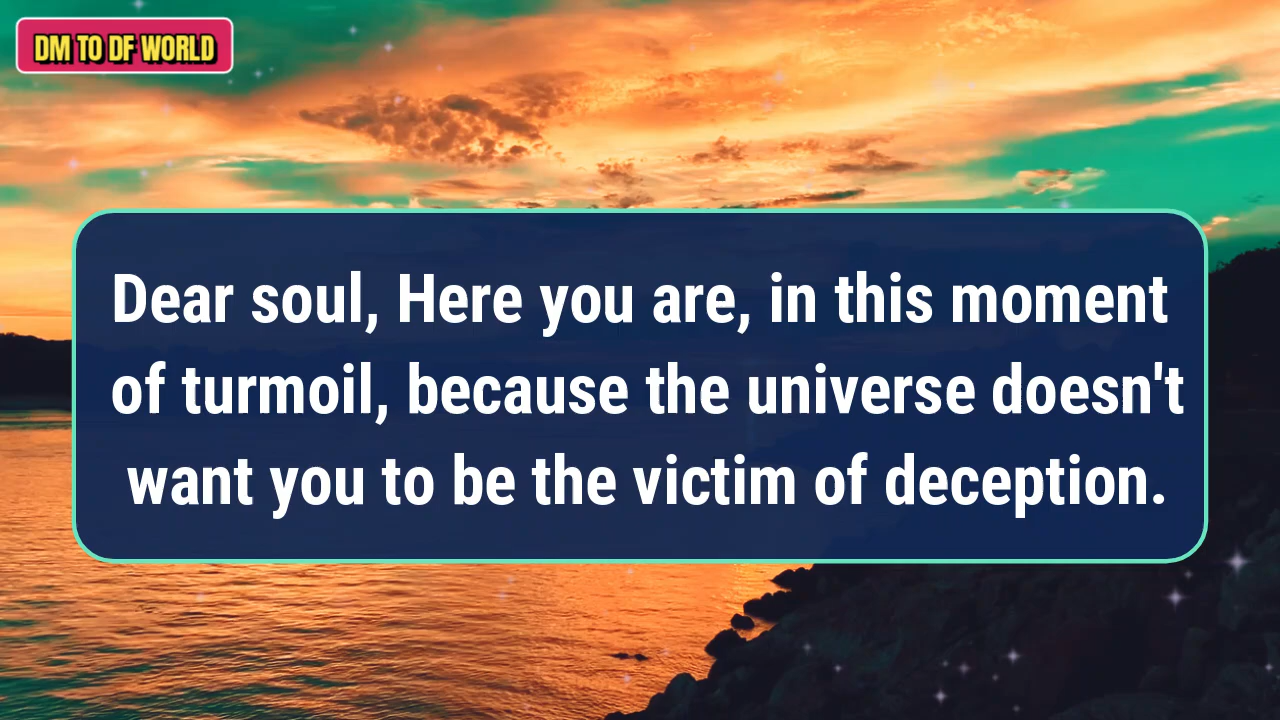 DM TO DF WORLD
Dear soul, Here you are, in this moment
of turmoil, because the universe doesn't
want you to be the victim of deception.